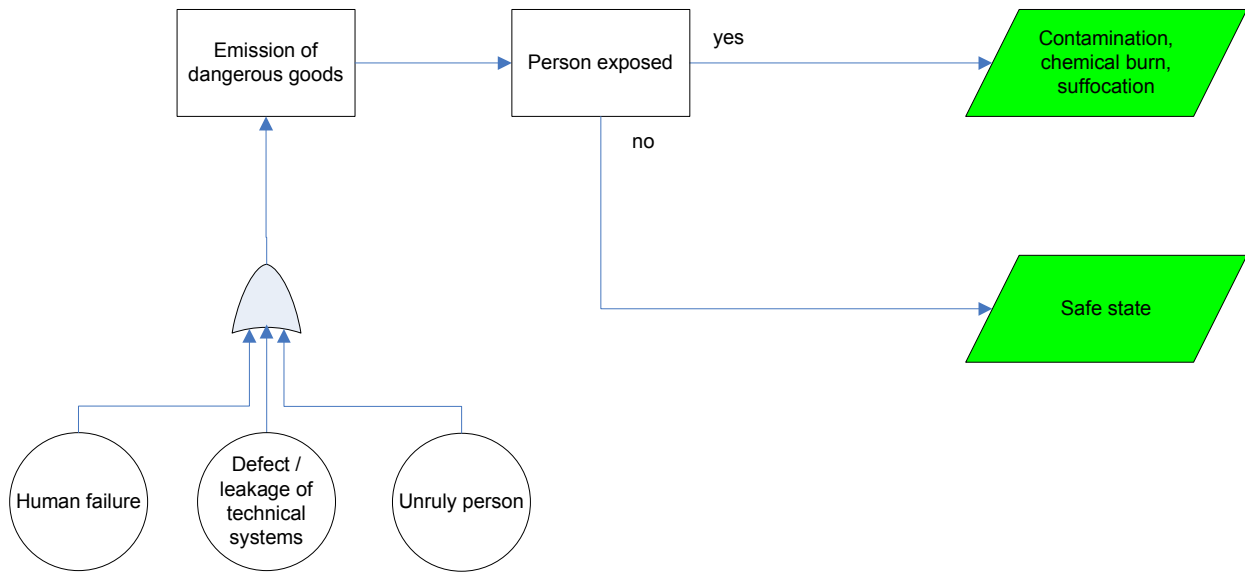 Emission of
dangerous goods
Person exposed
yes
no
Contamination,
chemical burn,
suffocation
Safe state
Human failure
Defect /
leakage of
technical
systems
Unruly person